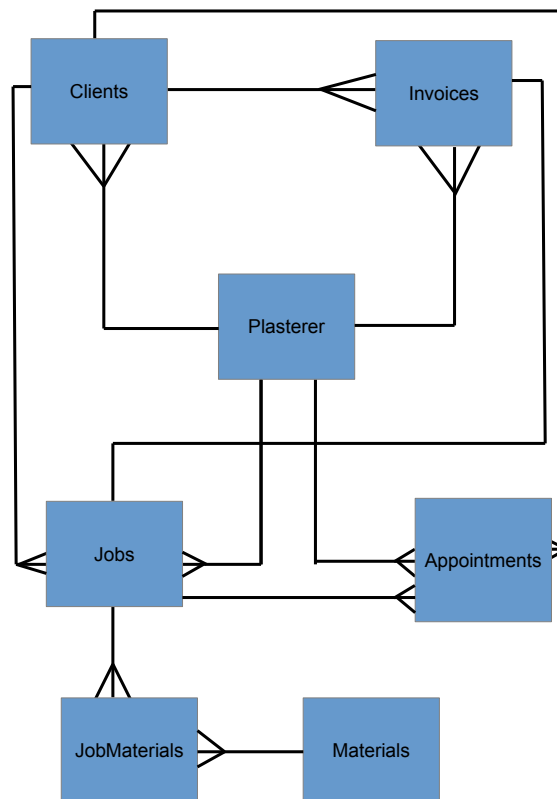 Clients
Invoices
Plasterer
Jobs
Appointments
JobMaterials
Materials